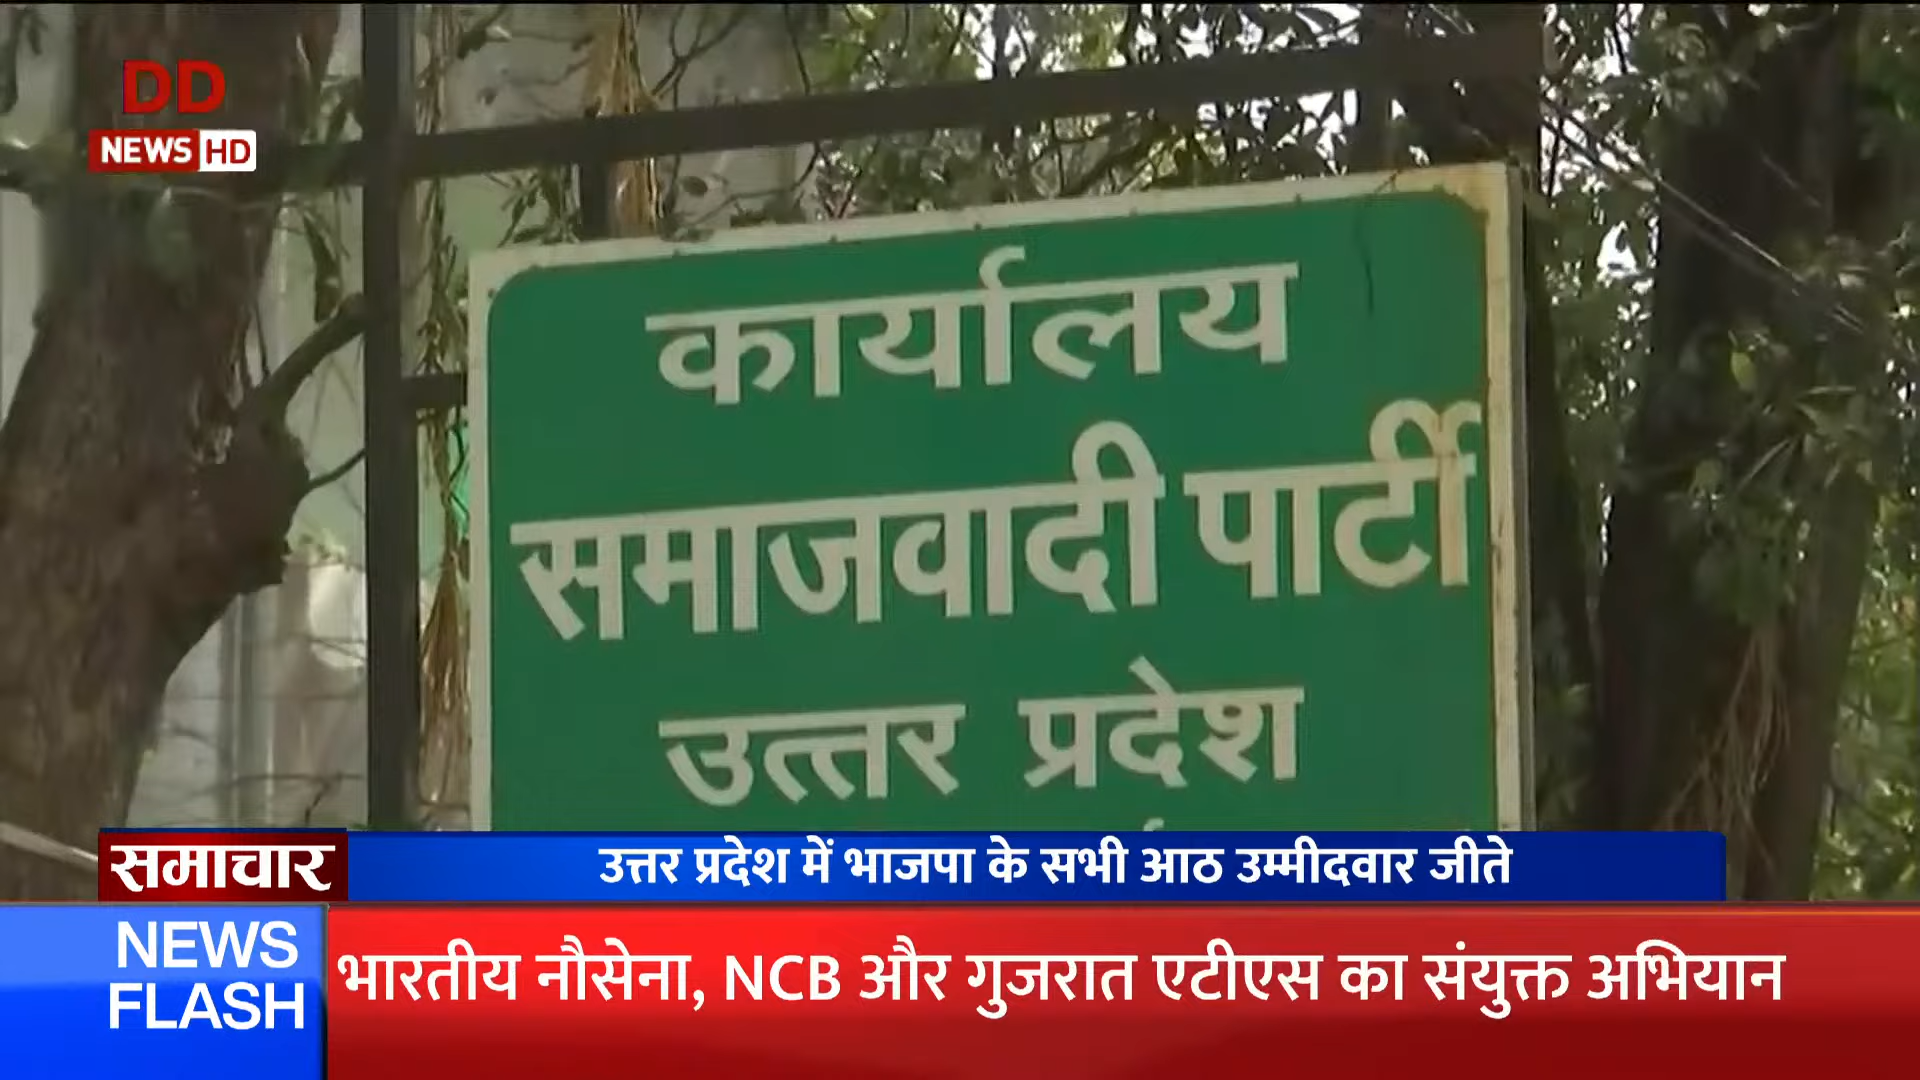 DD
NEWS HD
कार्यालय
समाजवादी पार्टी
उत्तर प्रदेश
समाचार
उत्तर प्रदेश में भाजपा के सभी आठ उम्मीदवार जीते
NEWS
FLASH
भारतीय नौसेना, NCB और गुजरात एटीएस का संयुक्त अभियान